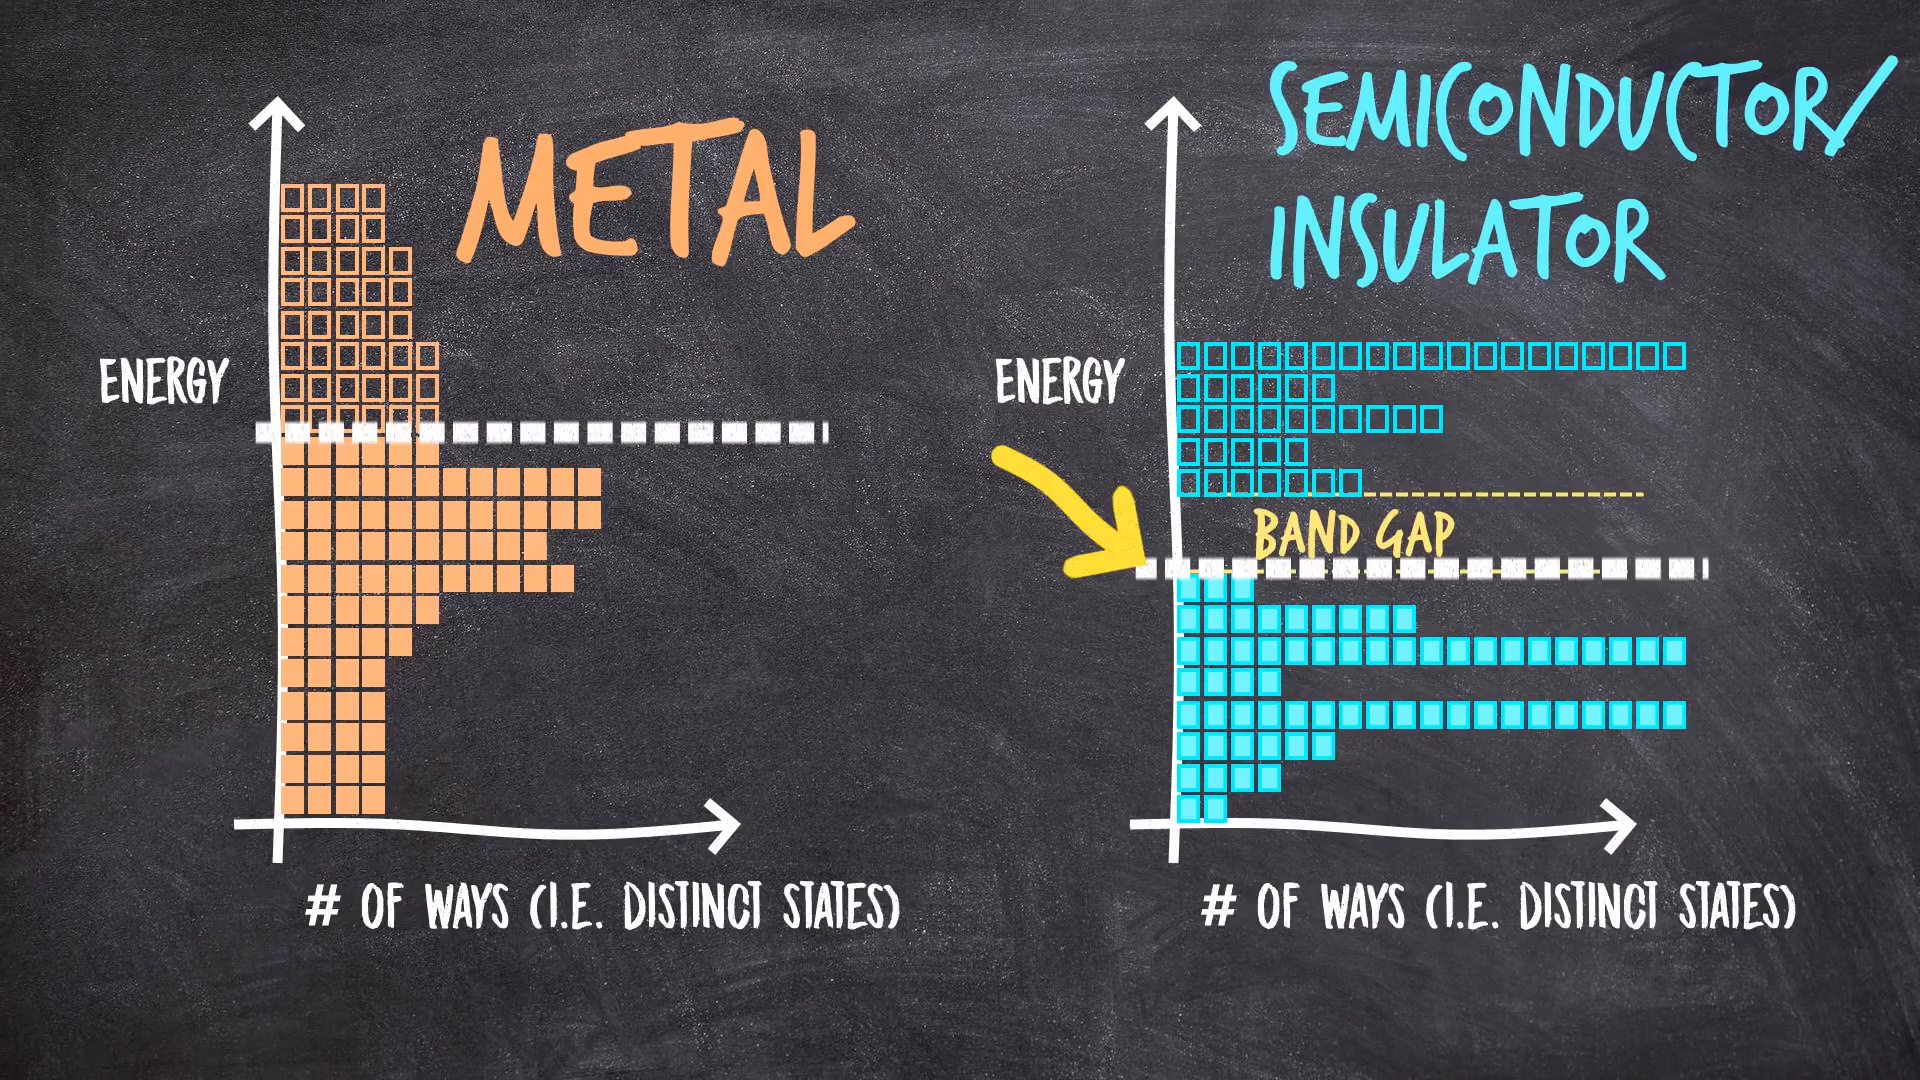 METAL
ENERGY
# OF WAYS (I.E. DISTINCT STATES)
SEMICONDUCTOR/
INSULATOR
ENERGY
BAND GAP
# OF WAYS (I.E. DISTINCT STATES)